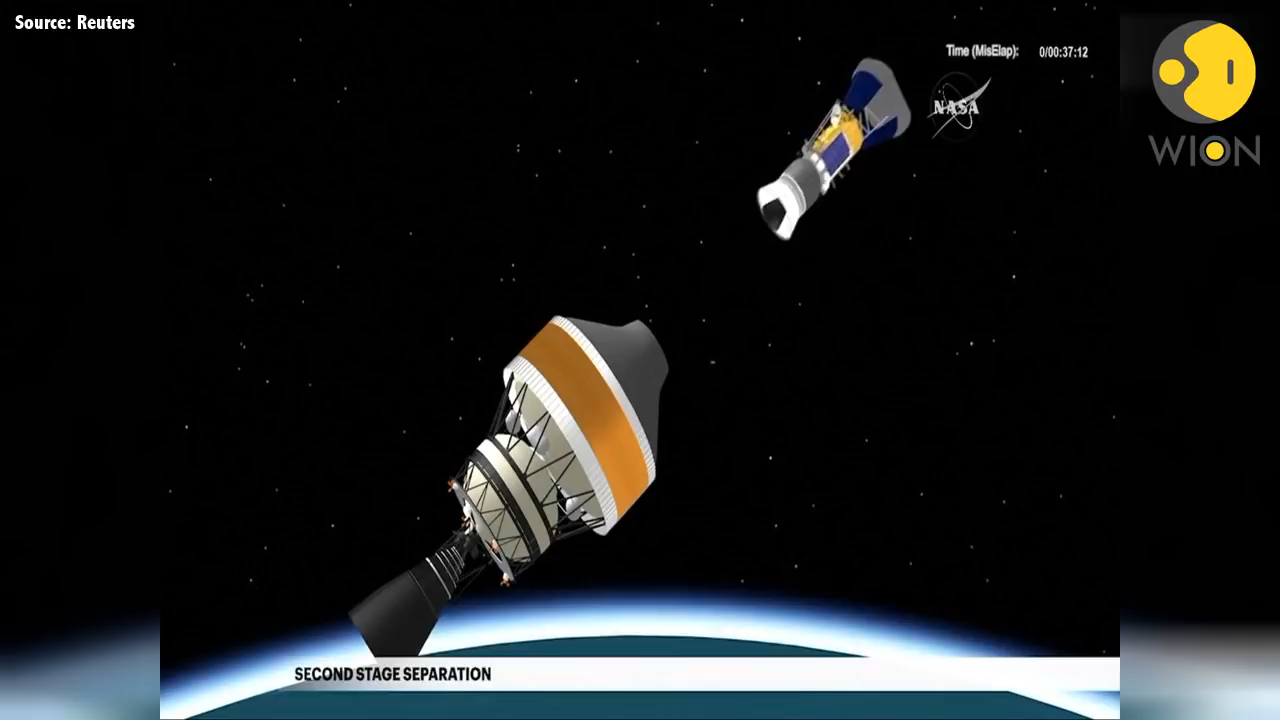 Source: Reuters
Time (MisElap): 0/00:37:12
NASA
WION
SECOND STAGE SEPARATION